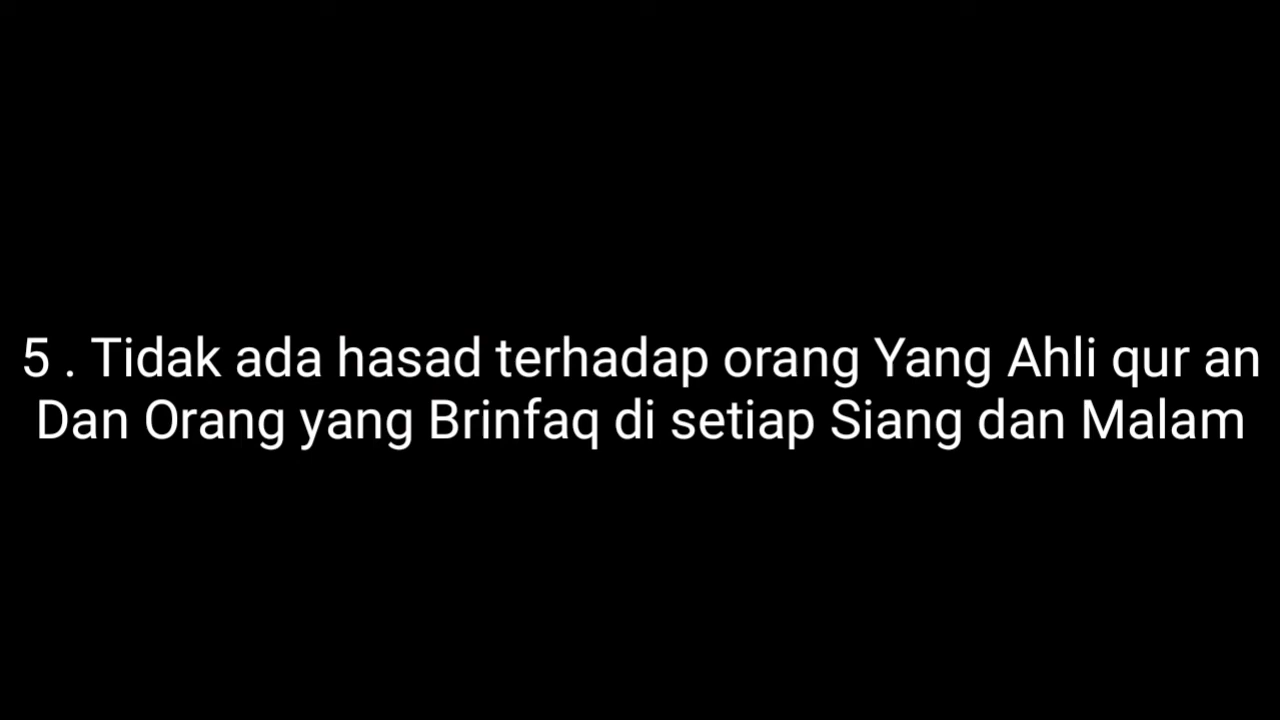 5 . Tidak ada hasad terhadap orang Yang Ahli qur an
Dan Orang yang Brinfaq di setiap Siang dan Malam